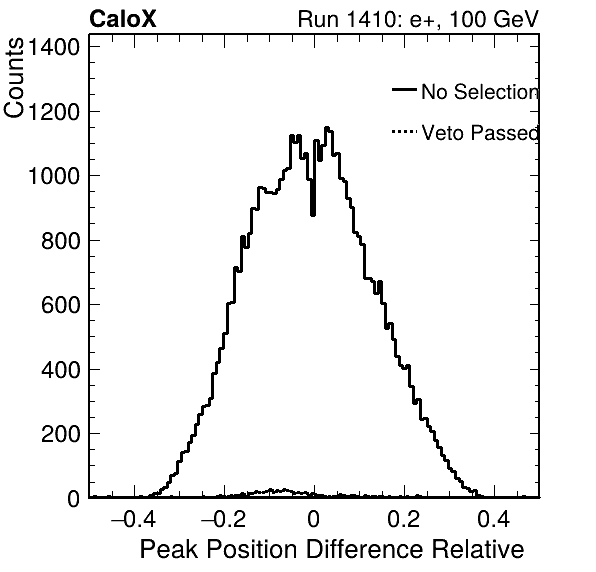 CaloX Run 1410: e+, 100 GeV
Counts
1400
1200
1000
800
600
400
200
0
No Selection
Veto Passed
−0.4 −0.2 0 0.2 0.4
Peak Position Difference Relative